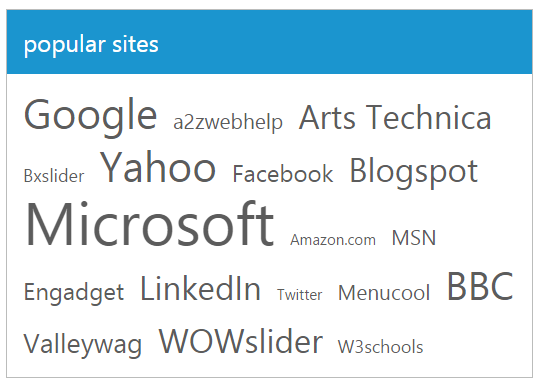 popular sites
Google a2zwebhelp Arts Technica
Bxslider Yahoo Facebook Blogspot
Microsoft Amazon.com MSN
Engadget LinkedIn Twitter Menucool BBC
Valleywag WOWslider W3schools